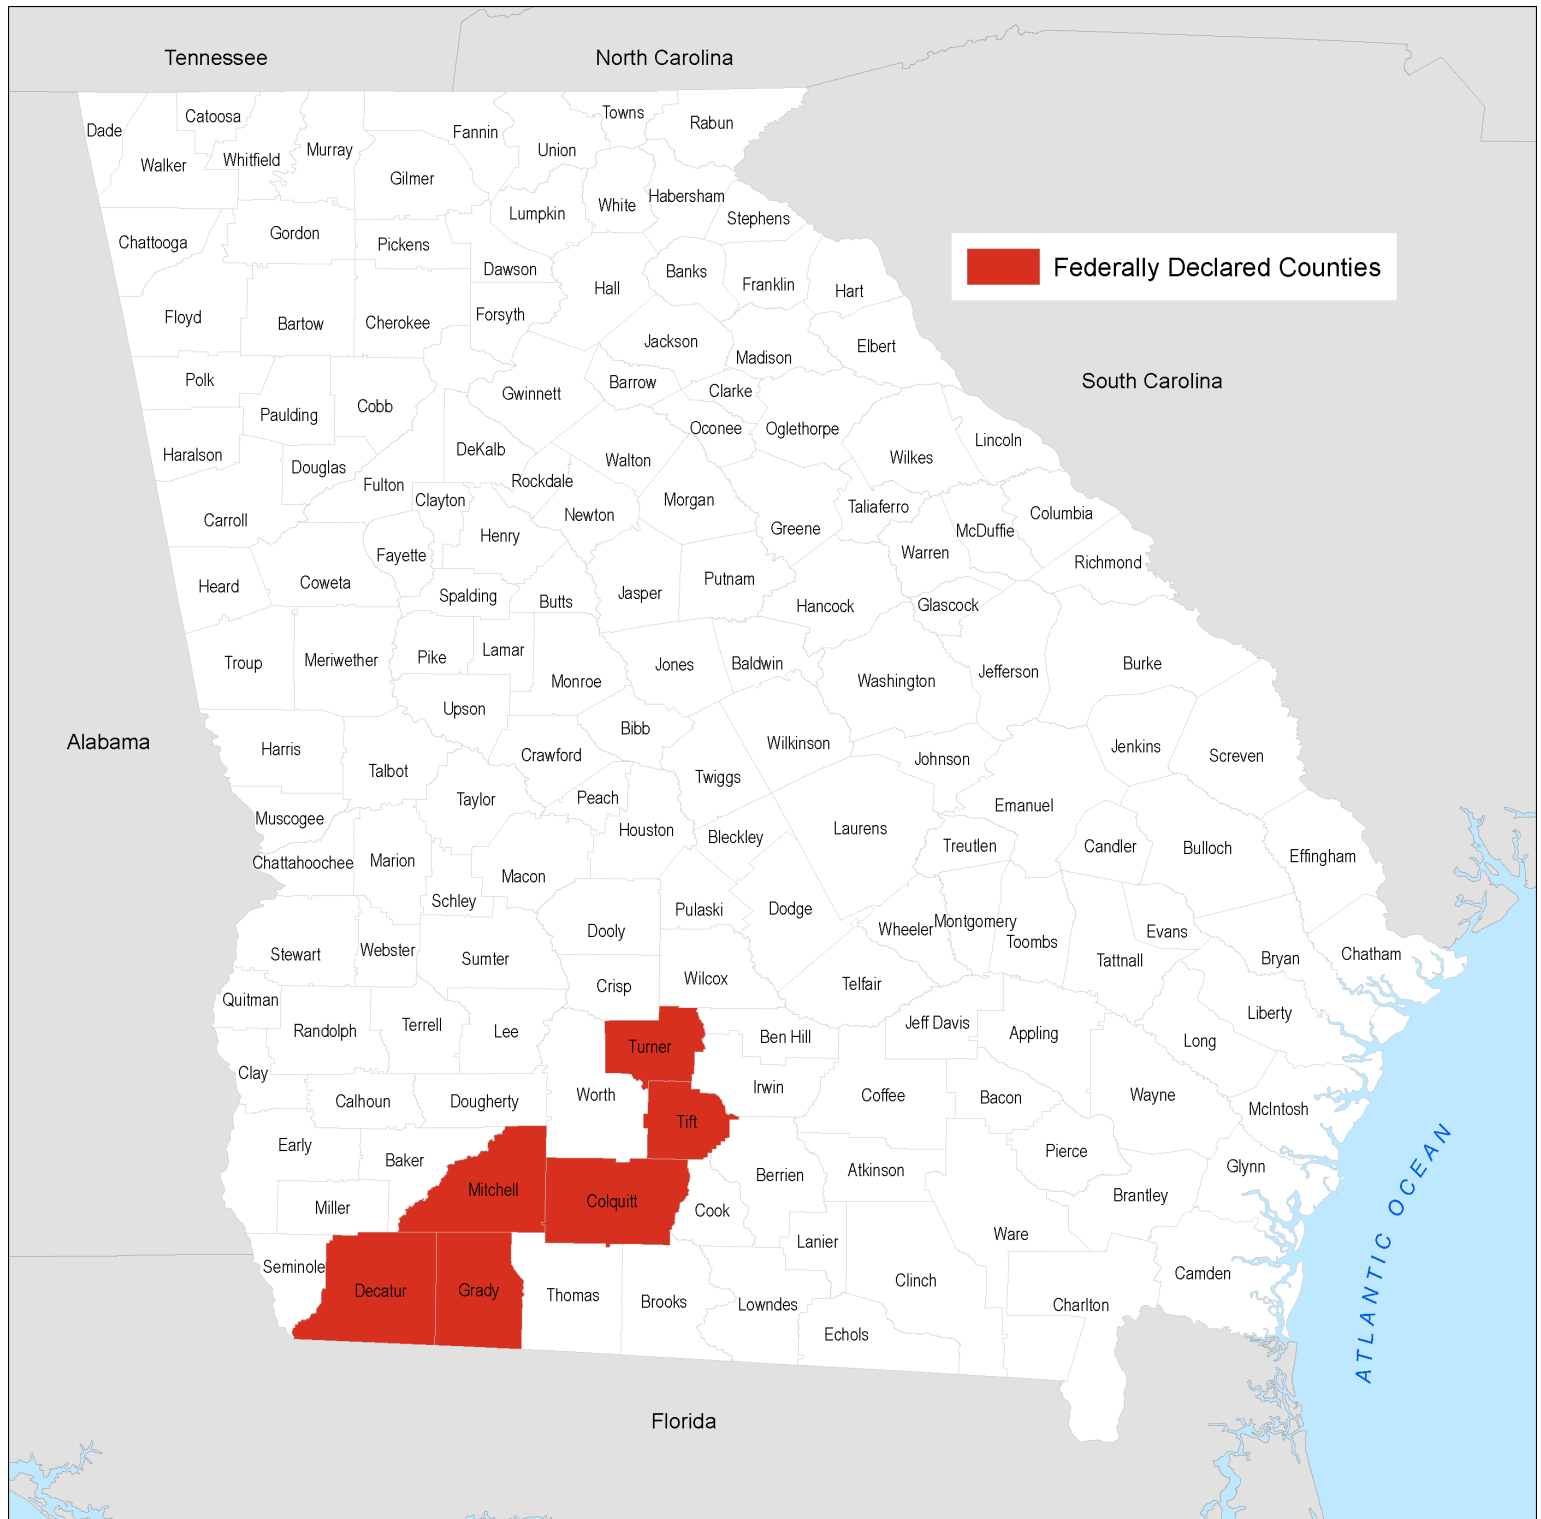 Tennessee
North Carolina
Towns
Catoosa
Rabun
Dade
Fannin
Union
Murray
Whitfield
Walker
Gilmer
Habersham
White
Lumpkin
Stephens
Gordon
Chattooga
Pickens
Dawson
Banks
Federally Declared Counties
Franklin
Hall
Hart
Forsyth
Floyd
Cherokee
Bartow
Jackson
Elbert
Madison
Polk
South Carolina
Barrow
Clarke
Gwinnett
Cobb
Paulding
Oconee
Oglethorpe
Lincoln
DeKalb
Haralson
Wilkes
Walton
Douglas
Rockdale
Fulton
Clayton
Morgan
Taliaferro
Columbia
Newton
Carroll
Greene
McDuffie
Henry
Warren
Fayette
Richmond
Putnam
Coweta
Heard
Jasper
Spalding
Butts
Glascock
Hancock
Lamar
Pike
Meriwether
Troup
Jones
Baldwin
Burke
Jefferson
Monroe
Washington
Upson
Bibb
Alabama
Wilkinson
Jenkins
Harris
Crawford
Screven
Johnson
Talbot
Twiggs
Peach
Taylor
Emanuel
Muscogee
Laurens
Houston
Bleckley
Treutlen
Candler
Bulloch
Effingham
Marion
Chattahoochee
Macon
Schley
Pulaski
Dodge
Montgomery
Wheeler
Dooly
Evans
Toombs
Webster
Stewart
Chatham
Sumter
Bryan
Tattnall
Wilcox
Telfair
Crisp
Quitman
Liberty
Jeff Davis
Terrell
Randolph
Lee
Appling
Ben Hill
Long
Turner
Clay
Irwin
Worth
Coffee
Wayne
Bacon
Calhoun
Dougherty
McIntosh
Tift
Early
Pierce
Baker
Glynn
Atkinson
Berrien
Mitchell
Brantley
Colquitt
Miller
Cook
Ware
Lanier
ATLANTIC OCEAN
Seminole
Camden
Clinch
Decatur
Grady
Thomas
Brooks
Lowndes
Charlton
Echols
Florida